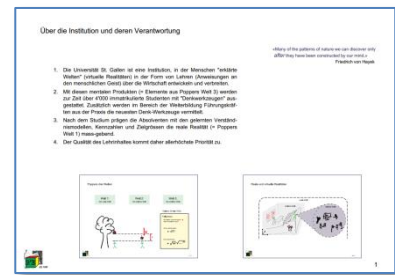 Über die Institution und deren Verantwortung
«Many of the patterns of nature we can discover only
after they have been constructed by our mind.»
Friedrich von Hayek
1. Die Universität St. Gallen ist eine Institution, in der Menschen "erklärte
Welten" (virtuelle Realitäten) in der Form von Lehren (Anweisungen an
den menschlichen Geist) über die Wirtschaft entwickeln und verbreiten.
2. Mit diesen mentalen Produkten (= Elemente aus Poppers Welt 3) werden
zur Zeit über 4'000 immatrikulierte Studenten mit "Denkwerkzeugen" aus-
gestattet. Zusätzlich werden im Bereich der Weiterbildung Führungskräf-
ten aus der Praxis die neuesten Denk-Werkzeuge vermittelt.
3. Nach dem Studium prägen die Absolventen mit den gelernten Verständ-
nismodellen, Kennzahlen und Zielgrössen die reale Realität (= Poppers
Welt 1) mass-gebend.
4. Der Qualität des Lehrinhaltes kommt daher allerhöchste Priorität zu.
Poppers drei Welten
Welt 1
Welt 2
Welt 3
1